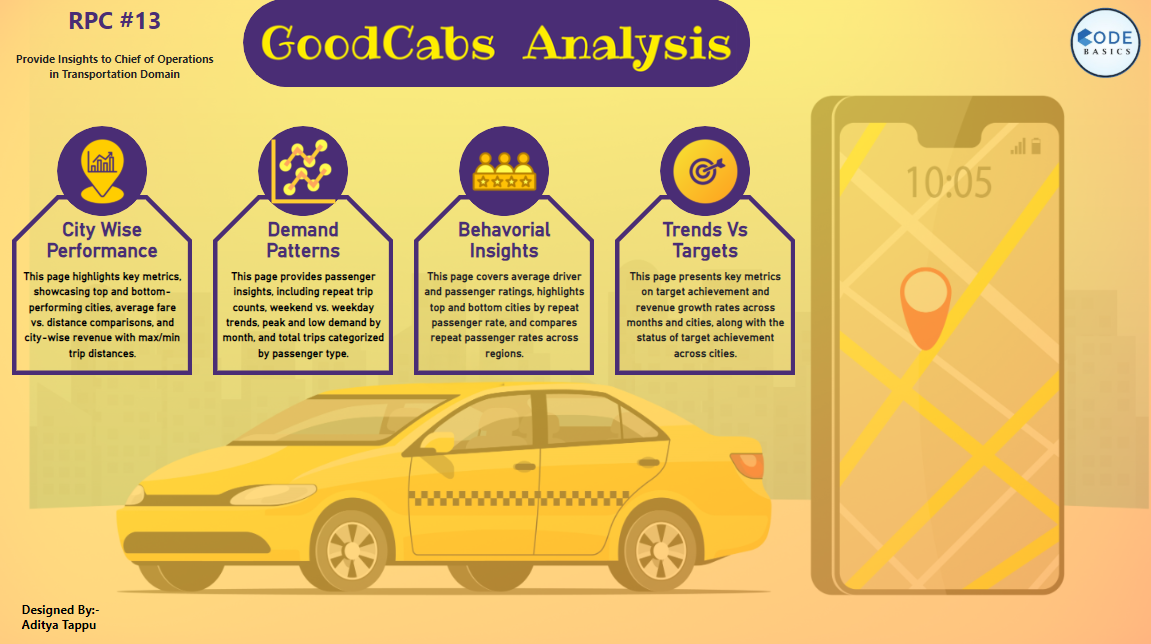 RPC #13
Provide Insights to Chief of Operations
in Transportation Domain
GoodCabs Analysis
CODE
BASICS
City Wise
Performance
This page highlights key metrics,
showcasing top and bottom-
performing cities, average fare
vs. distance comparisons, and
city-wise revenue with max/min
trip distances.
Demand
Patterns
This page provides passenger
insights, including repeat trip
counts, weekend vs. weekday
trends, peak and low demand by
month, and total trips categorized
by passenger type.
Behavorial
Insights
This page covers average driver
and passenger ratings, highlights
top and bottom cities by repeat
passenger rate, and compares
repeat passenger rates across
regions.
Trends Vs
Targets
This page presents key metrics
on target achievement and
revenue growth rates across
months and cities, along with the
status of target achievement
across cities.
10:05
Designed By:-
Aditya Tappu